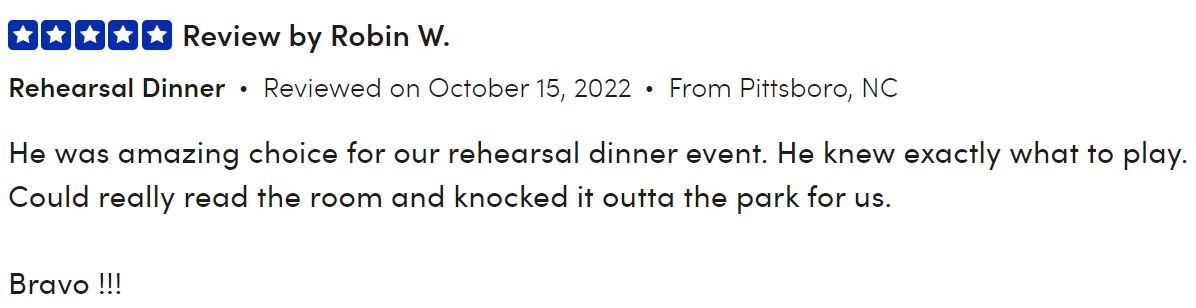 Review by Robin W.
Rehearsal Dinner • Reviewed on October 15, 2022 • From Pittsboro, NC
He was amazing choice for our rehearsal dinner event. He knew exactly what to play.
Could really read the room and knocked it outta the park for us.
Bravo !!!